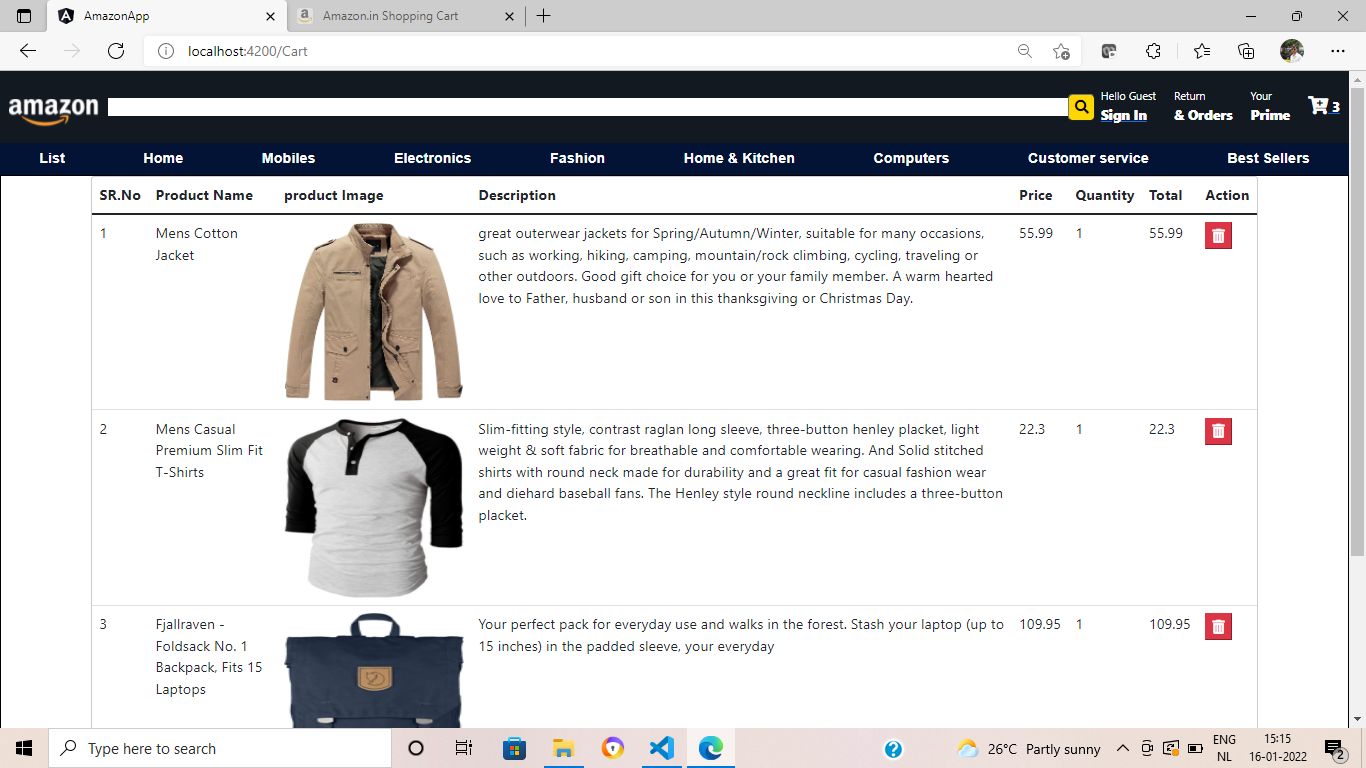 AmazonApp
Amazon.in Shopping Cart
localhost:4200/Cart
amazon
Hello Guest
Sign In
Return
& Orders
Your
Prime
3
List Home Mobiles Electronics Fashion Home & Kitchen Computers Customer service Best Sellers
SR.No Product Name product Image Description Price Quantity Total Action
1
Mens Cotton
Jacket
great outerwear jackets for Spring/Autumn/Winter, suitable for many occasions,
such as working, hiking, camping, mountain/rock climbing, cycling, traveling or
other outdoors. Good gift choice for you or your family member. A warm hearted
love to Father, husband or son in this thanksgiving or Christmas Day.
55.99 1 55.99
2
Mens Casual
Premium Slim Fit
T-Shirts
Slim-fitting style, contrast raglan long sleeve, three-button henley placket, light
weight & soft fabric for breathable and comfortable wearing. And Solid stitched
shirts with round neck made for durability and a great fit for casual fashion wear
and diehard baseball fans. The Henley style round neckline includes a three-button
placket.
22.3 1 22.3
3
Fjallraven -
Foldsack No. 1
Backpack, Fits 15
Laptops
Your perfect pack for everyday use and walks in the forest. Stash your laptop (up to
15 inches) in the padded sleeve, your everyday
109.95 1 109.95
Type here to search
26°C Partly sunny
ENG
NL
15:15
16-01-2022
2